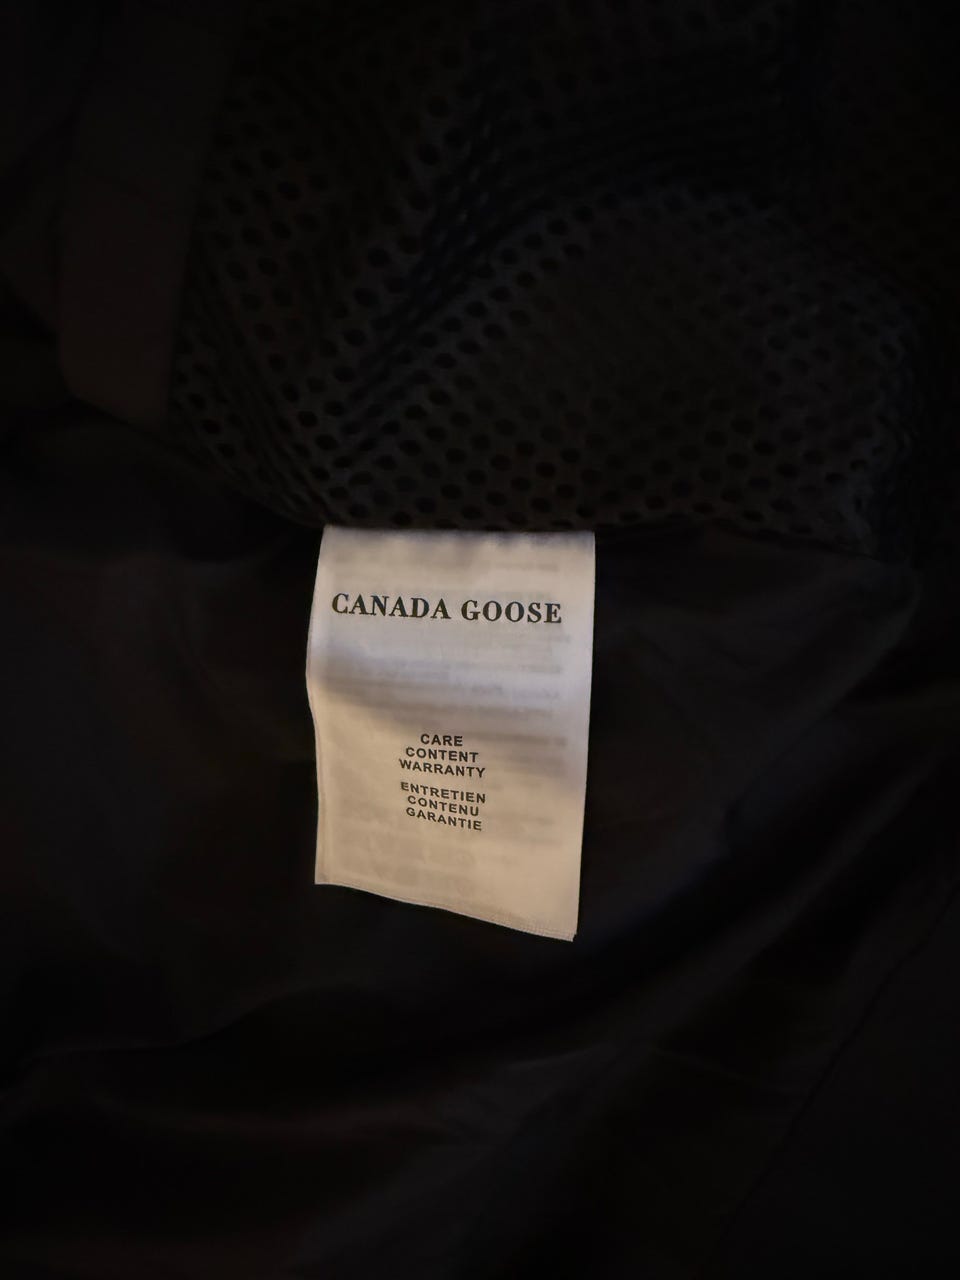 CANADA GOOSE
CARE
CONTENT
WARRANTY
ENTRETIEN
CONTENU
GARANTIE